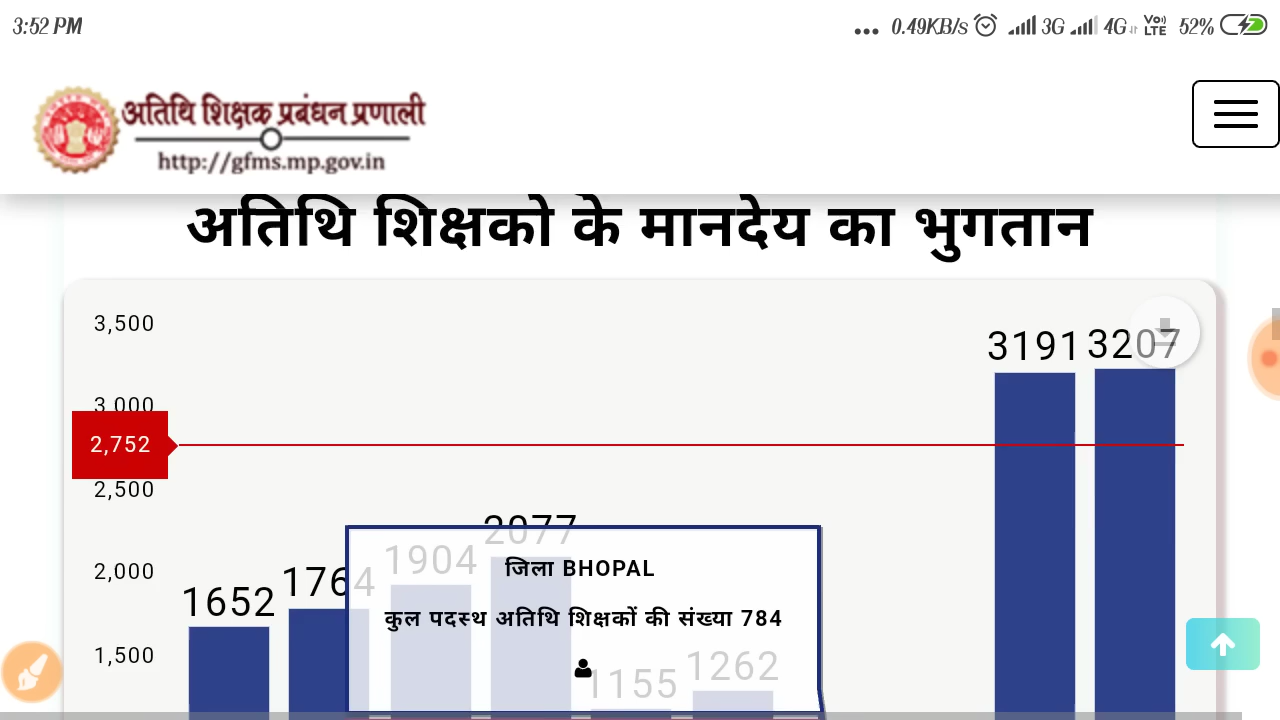 3:52 PM
0.49KB/s 3G 4G Vo) LTE 52%
अतिथि शिक्षक प्रबंधन प्रणाली
http://gfms.mp.gov.in
अतिथि शिक्षको के मानदेय का भुगतान
3,500
3191 3207
3,000
2,752
2,500
2077
1904
जिला BHOPAL
2,000
1764
1652
कुल पदस्थ अतिथि शिक्षकों की संख्या 784
1,500
1155 1262